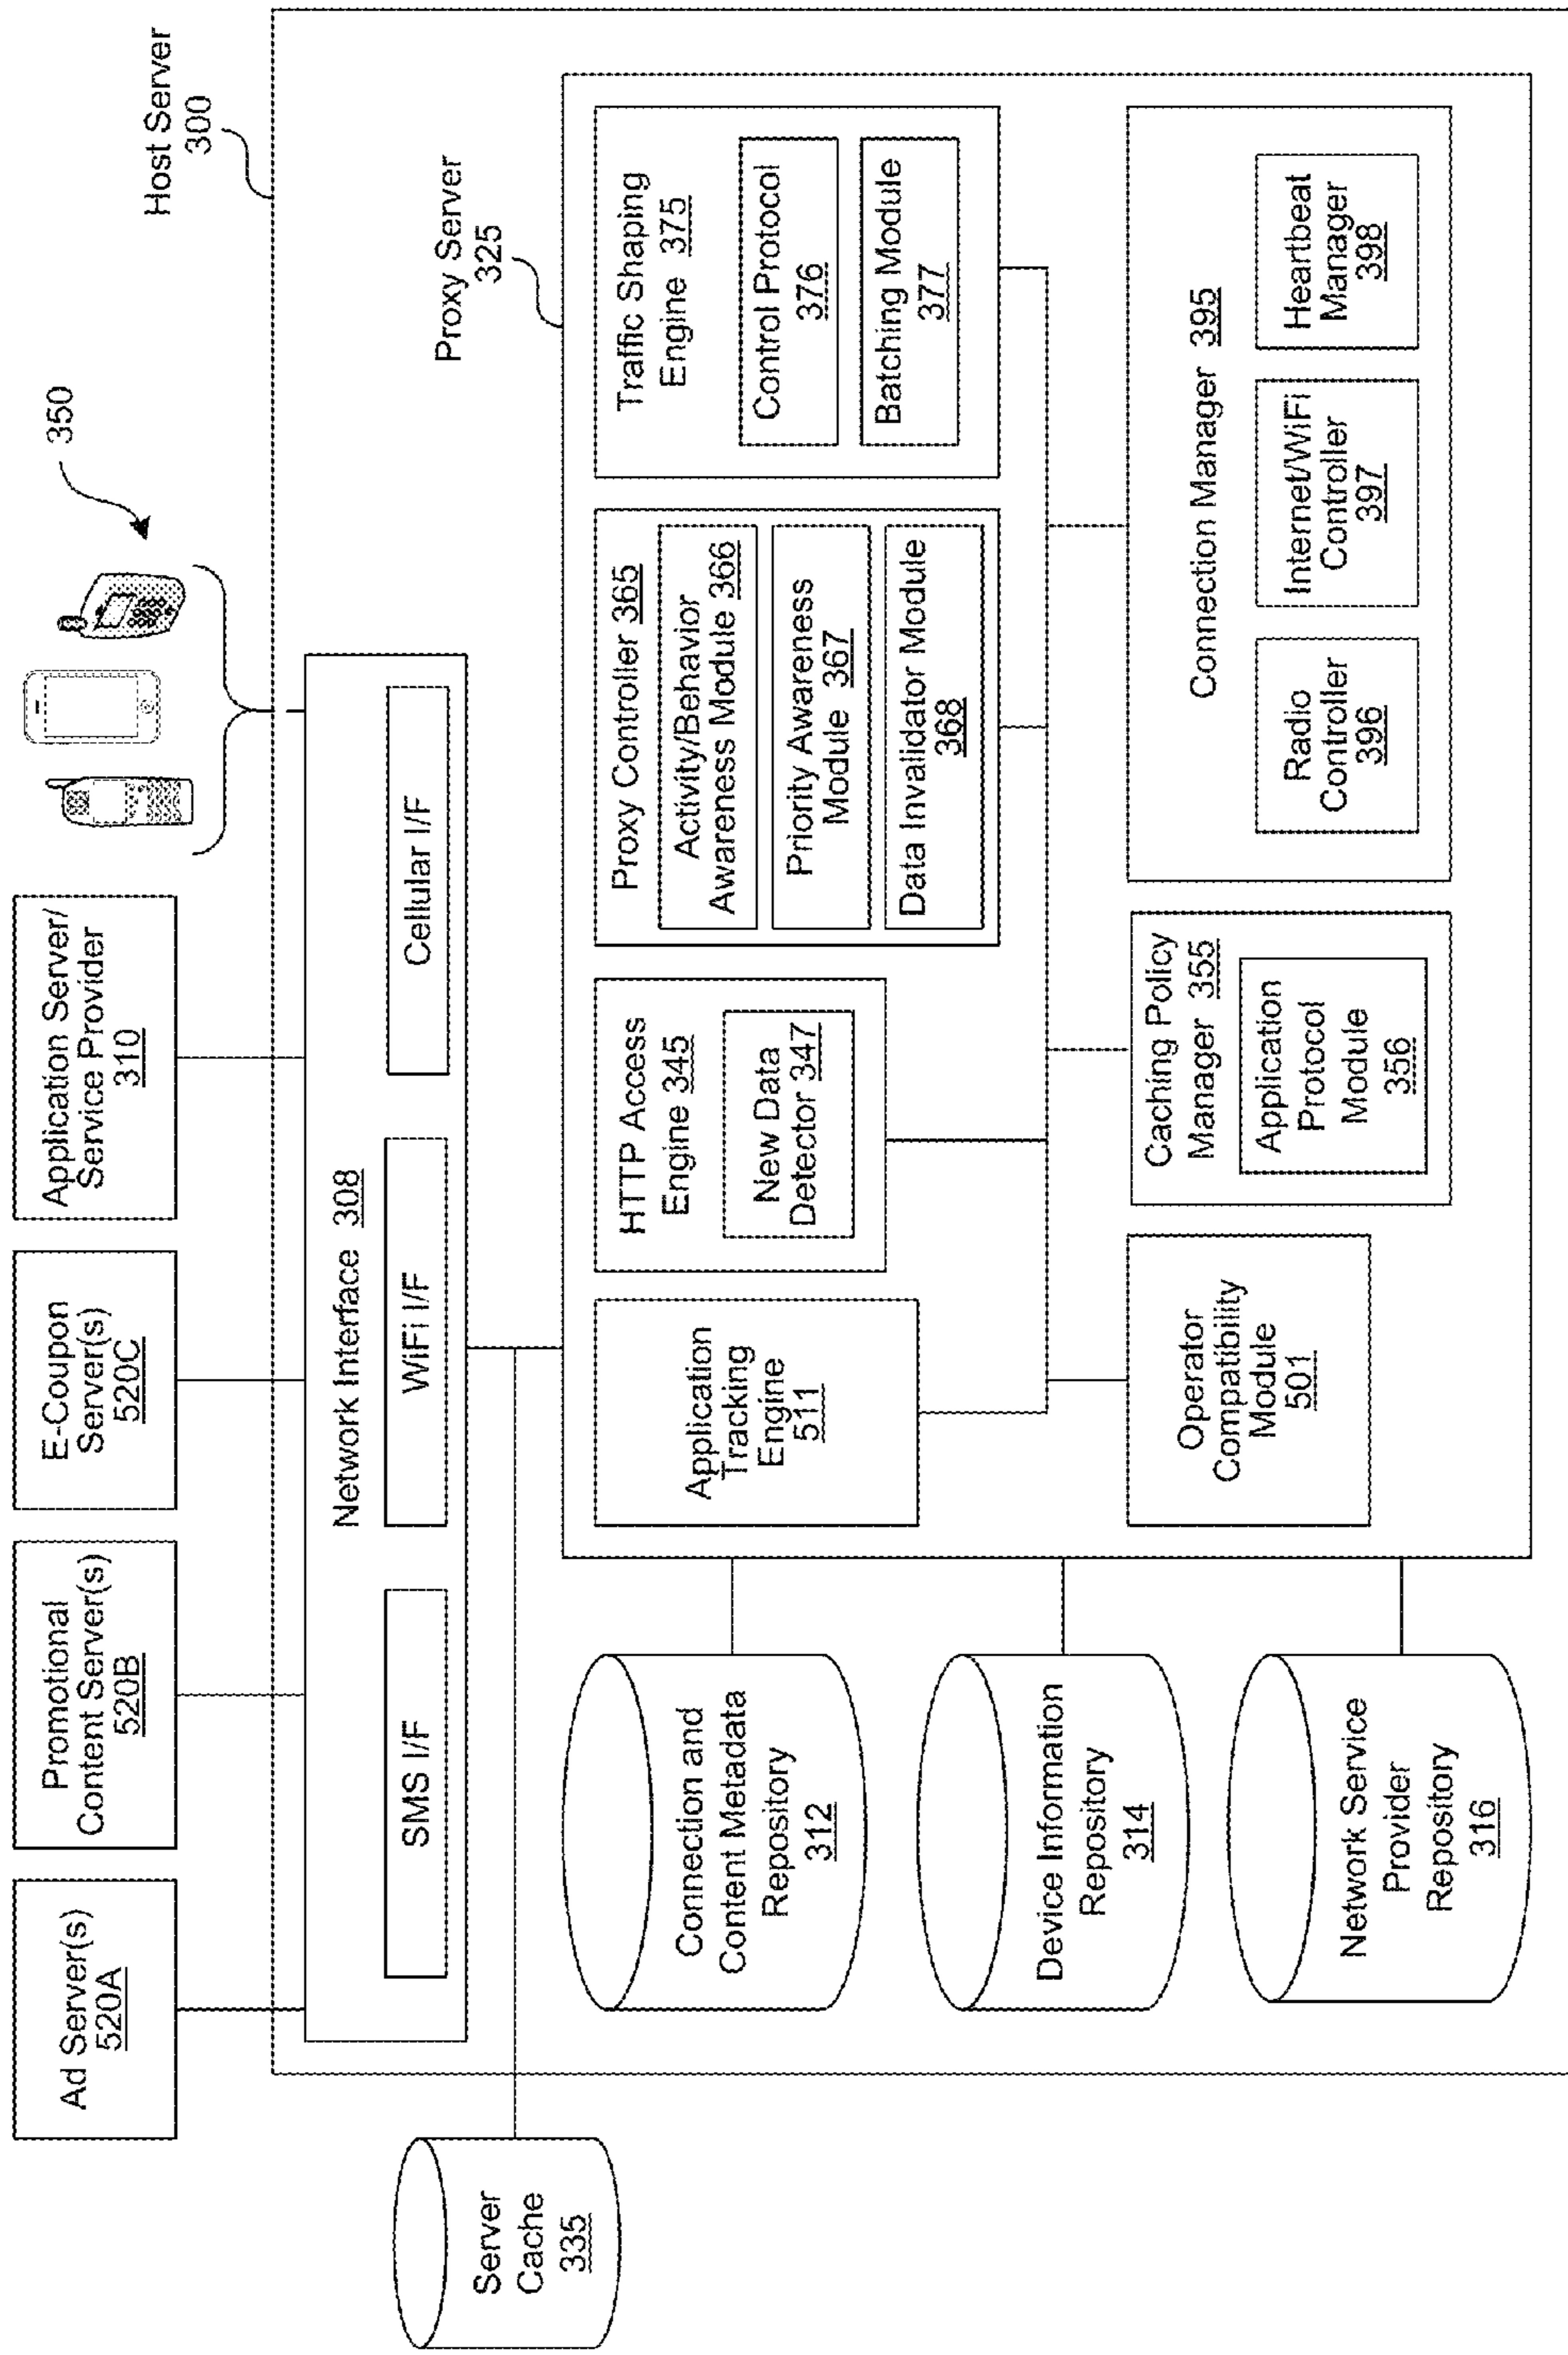 Ad Server(s)
520A
Promotional
Content Server(s)
520B
E-Coupon
Server(s)
520C
Application Server/
Service Provider
310
350
Host Server
300
Network Interface 308
SMS I/F
WiFi I/F
Cellular I/F
Server
Cache
335
Proxy Server
325
Connection and
Content Metadata
Repository
312
Device Information
Repository
314
Network Service
Provider
Repository
316
Application
Tracking
Engine
511
HTTP Access
Engine 345
New Data
Detector 347
Proxy Controller 365
Activity/Behavior
Awareness Module 366
Priority Awareness
Module 367
Data Invalidator Module
368
Traffic Shaping
Engine 375
Control Protocol
376
Batching Module
377
Operator
Compatibility
Module
501
Caching Policy
Manager 355
Application
Protocol
Module
356
Connection Manager 395
Radio
Controller
396
Internet/WiFi
Controller
397
Heartbeat
Manager
398